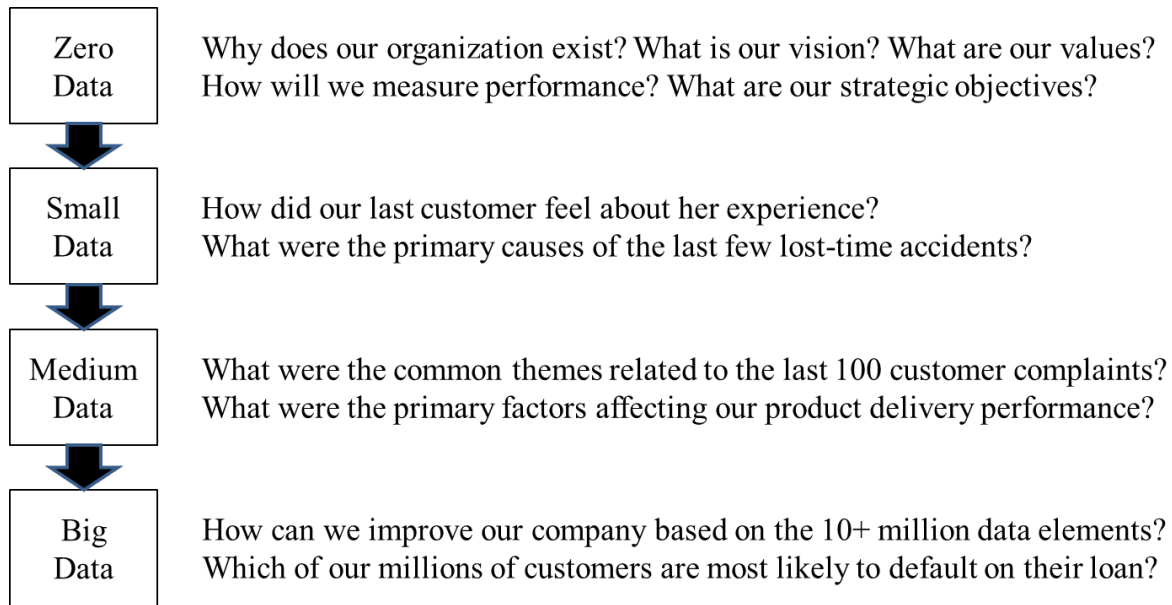 Zero
Data
Why does our organization exist? What is our vision? What are our values?
How will we measure performance? What are our strategic objectives?
Small
Data
How did our last customer feel about her experience?
What were the primary causes of the last few lost-time accidents?
Medium
Data
What were the common themes related to the last 100 customer complaints?
What were the primary factors affecting our product delivery performance?
Big
Data
How can we improve our company based on the 10+ million data elements?
Which of our millions of customers are most likely to default on their loan?